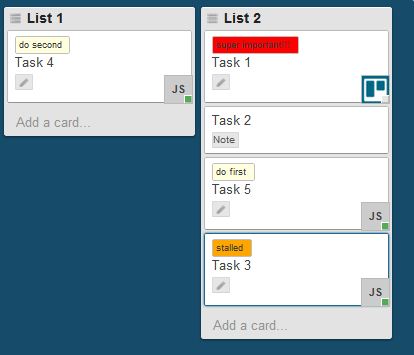 List 1
do second
Task 4
JS
Add a card...
List 2
super important!!!
Task 1
Task 2
Note
do first
Task 5
JS
stalled
Task 3
JS
Add a card...